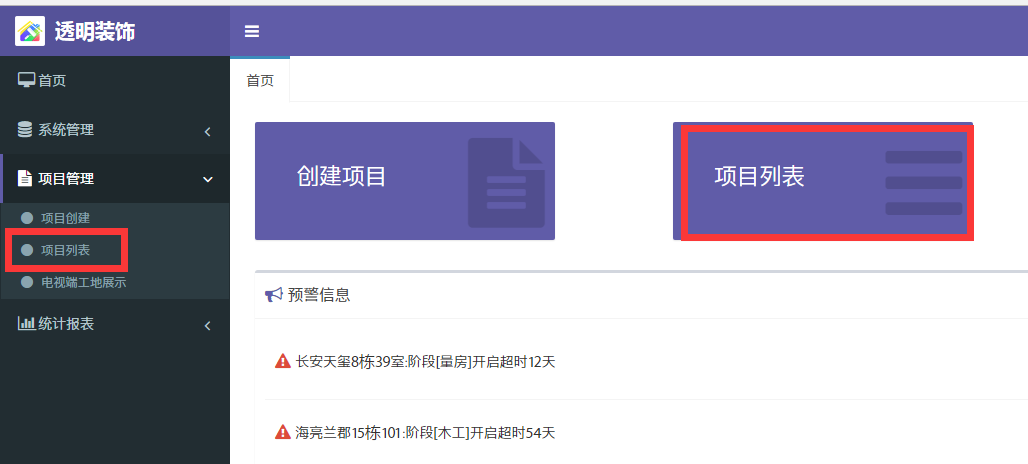 透明装饰
首页
系统管理
项目管理
项目创建
项目列表
电视端工地展示
统计报表
首页
创建项目
项目列表
预警信息
长安天玺8栋39室:阶段[量房]开启超时12天
海亮兰郡15栋101:阶段[木工]开启超时54天